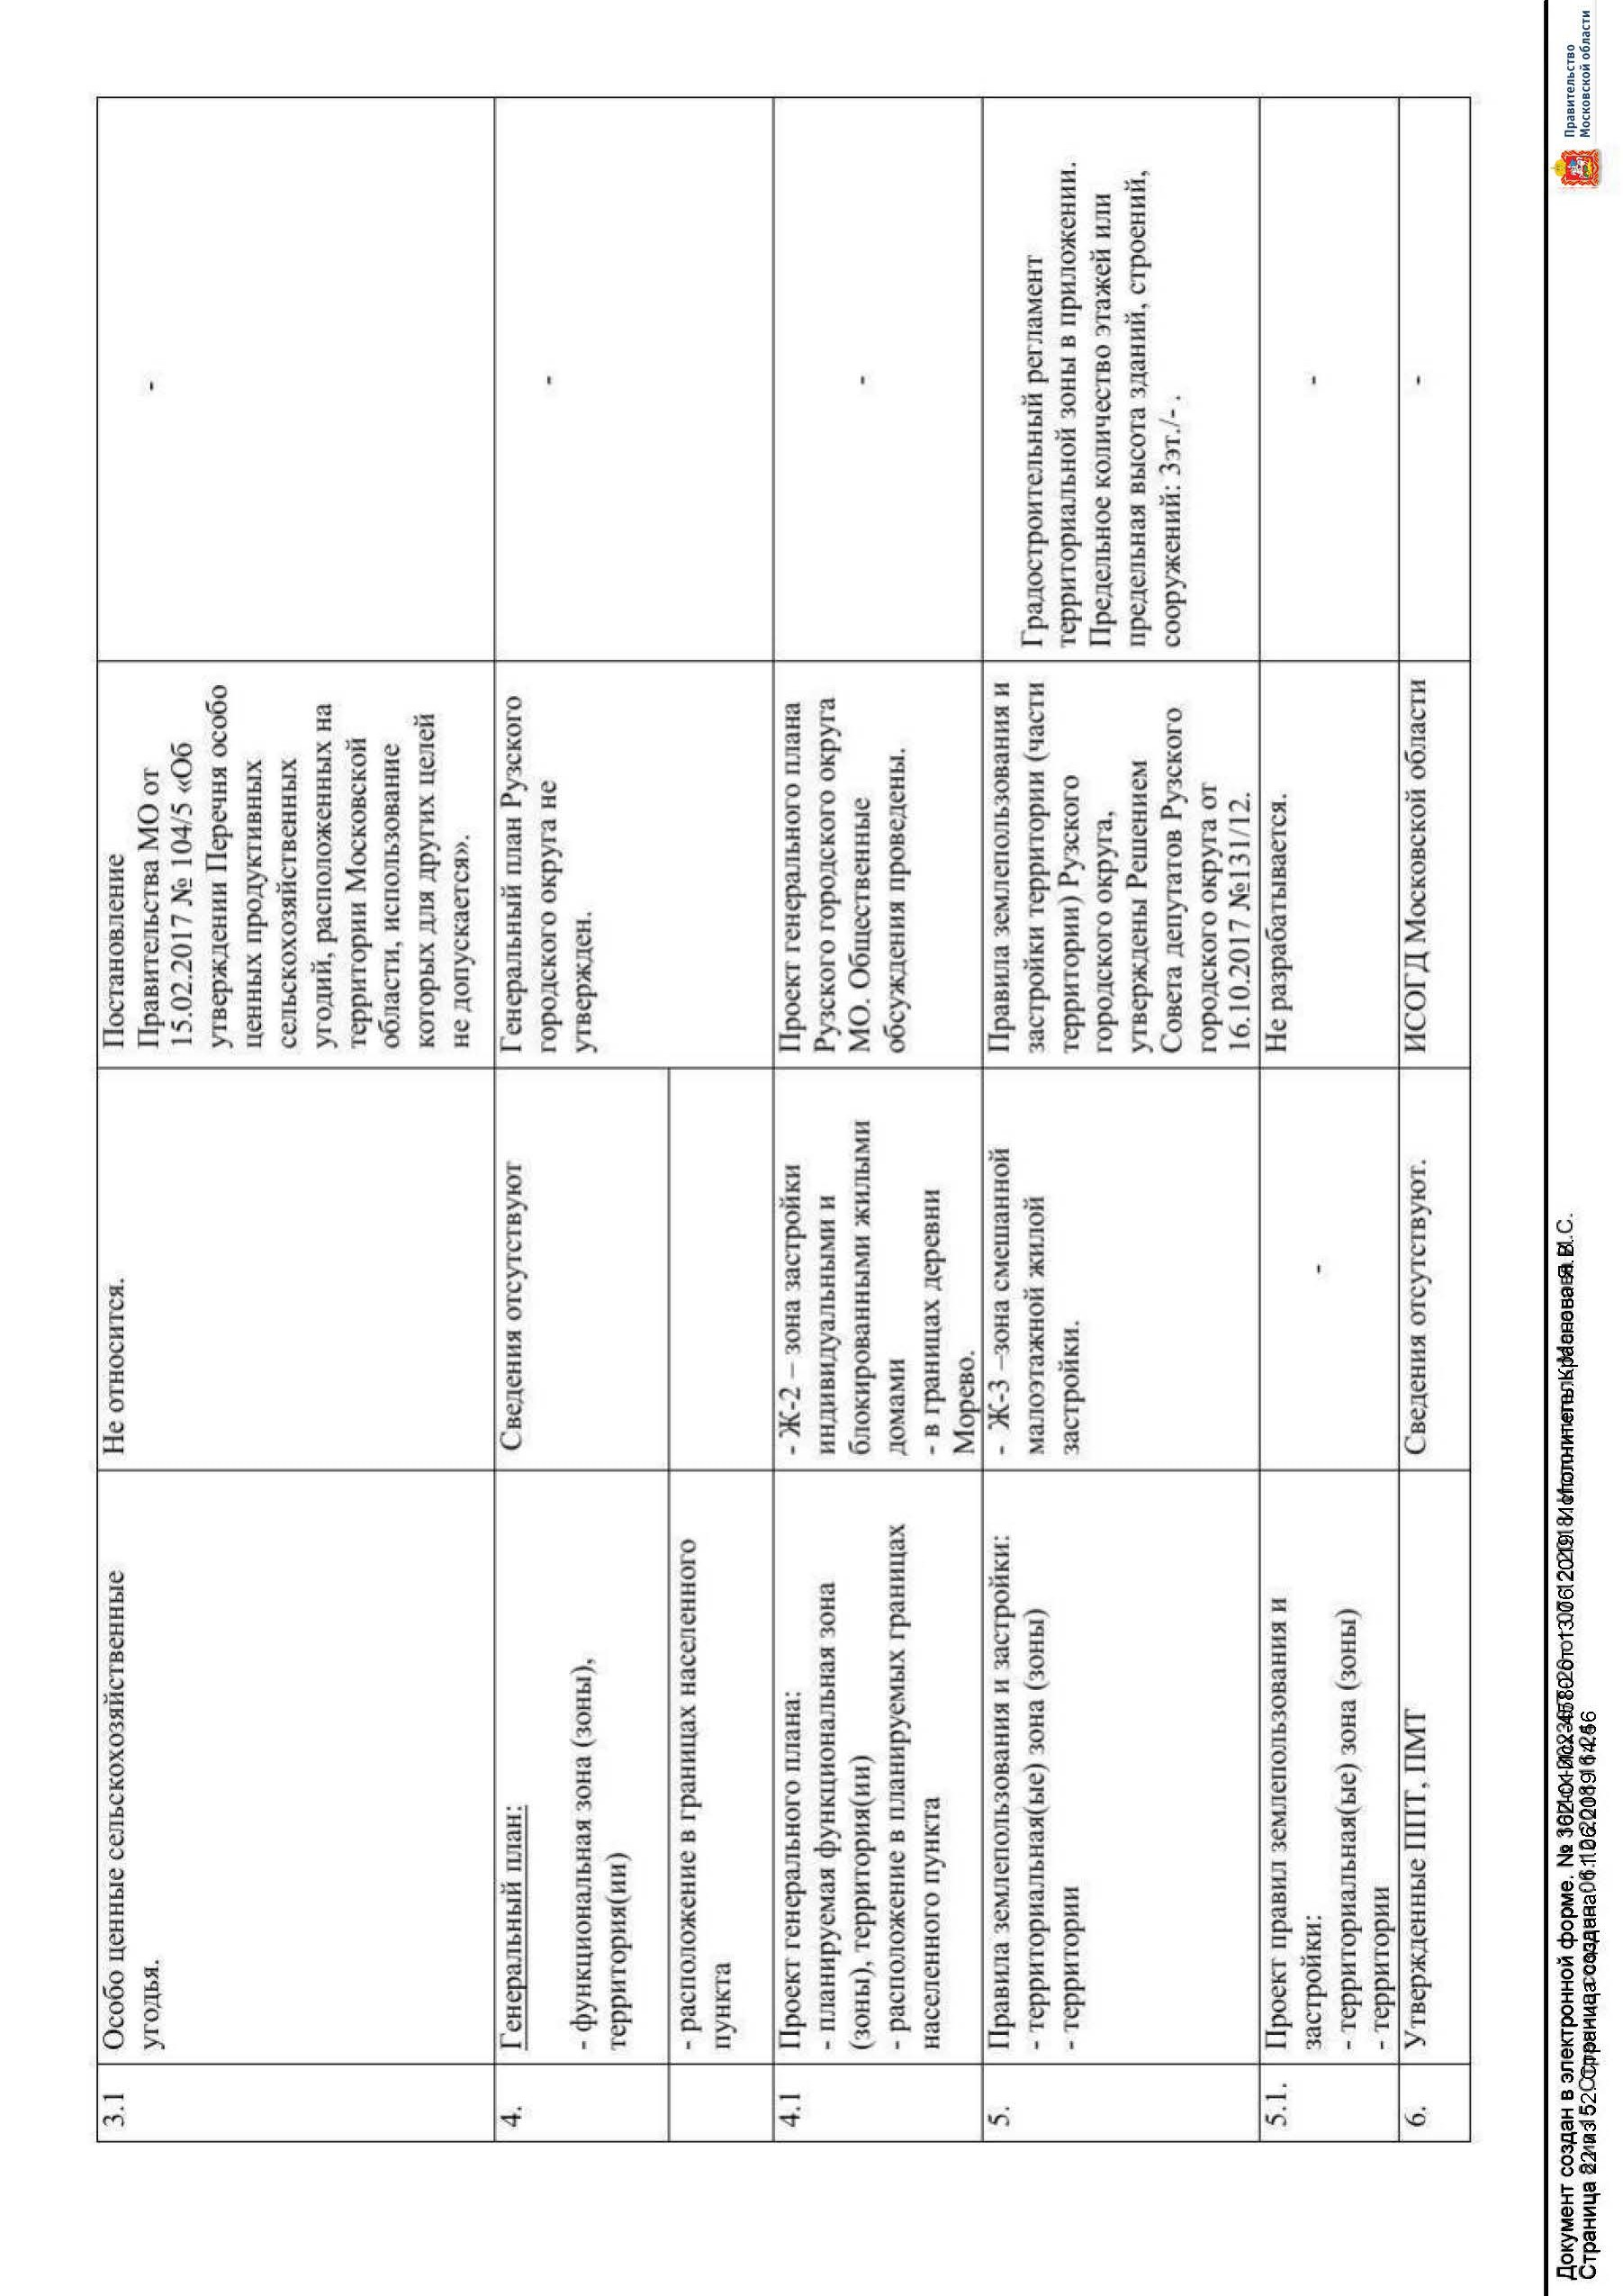 3.1
Особо ценные сельскохозяйственные
угодья.
Не относится.
Постановление
Правительства МО от
15.02.2017 № 104/5 «Об
утверждении Перечня особо
ценных продуктивных
сельскохозяйственных
угодий, расположенных на
территории Московской
области, использование
которых для других целей
не допускается».
-
4.
Генеральный план:
- функциональная зона (зоны),
территория(ии)
Сведения отсутствуют
Генеральный план Рузского
городского округа не
утвержден.
-
- расположение в границах населенного
пункта
4.1
Проект генерального плана:
- планируемая функциональная зона
(зоны), территория(ии)
- расположение в планируемых границах
населенного пункта
- Ж-2 – зона застройки
индивидуальными и
блокированными жилыми
домами
- в границах деревни
Морево.
Проект генерального плана
Рузского городского округа
МО. Общественные
обсуждения проведены.
-
5.
Правила землепользования и застройки:
- территориальная(ые) зона (зоны)
- территории
- Ж-3 –зона смешанной
малоэтажной жилой
застройки.
Правила землепользования и
застройки территории (части
территории) Рузского
городского округа,
утверждены Решением
Совета депутатов Рузского
городского округа от
16.10.2017 №131/12.
Градостроительный регламент
территориальной зоны в приложении.
Предельное количество этажей или
предельная высота зданий, строений,
сооружений: 3эт./- .
5.1.
Проект правил землепользования и
застройки:
- территориальная(ые) зона (зоны)
- территории
-
Не разрабатывается.
-
6.
Утвержденные ППТ, ПМТ
Сведения отсутствуют.
ИСОГД Московской области
-
Документ создан в электронной форме. №
Страница
Правительство
Московской области